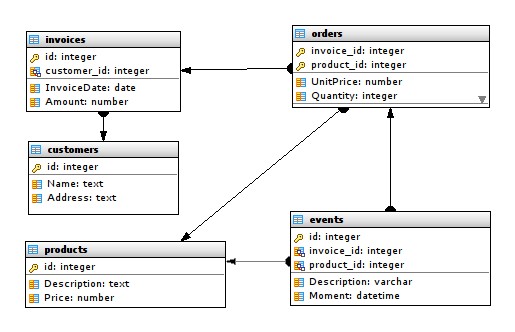 invoices
id: integer
customer_id: integer
InvoiceDate: date
Amount: number
orders
invoice_id: integer
product_id: integer
UnitPrice: number
Quantity: integer
customers
id: integer
Name: text
Address: text
products
id: integer
Description: text
Price: number
events
id: integer
invoice_id: integer
product_id: integer
Description: varchar
Moment: datetime